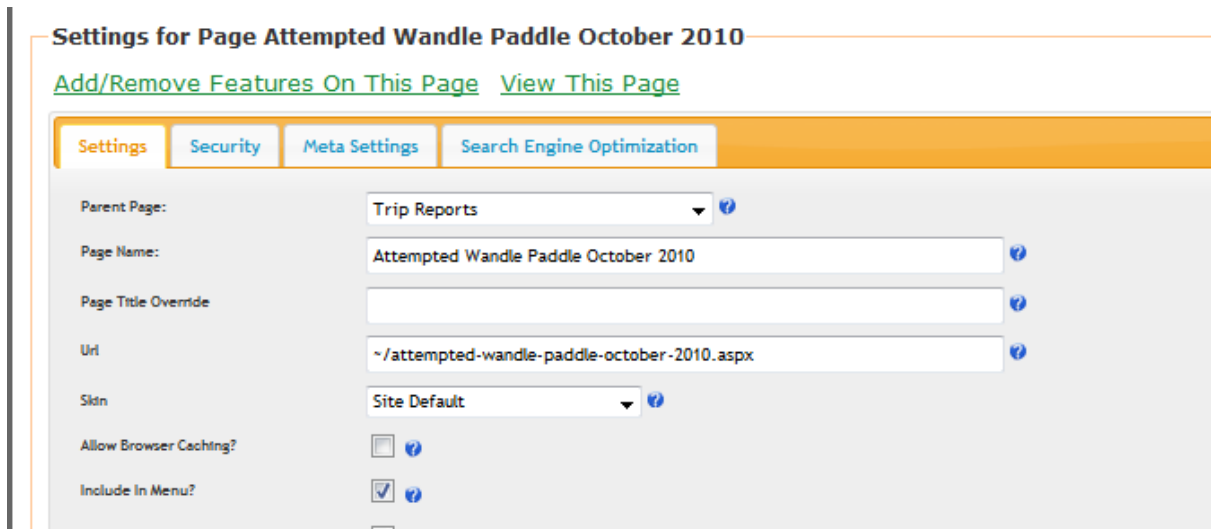 Settings for Page Attempted Wandle Paddle October 2010
Add/Remove Features On This Page View This Page
Settings Security Meta Settings Search Engine Optimization
Parent Page: Trip Reports
Page Name: Attempted Wandle Paddle October 2010
Page Title Override
Url ~/attempted-wandle-paddle-october-2010.aspx
Skin Site Default
Allow Browser Caching?
Include In Menu?